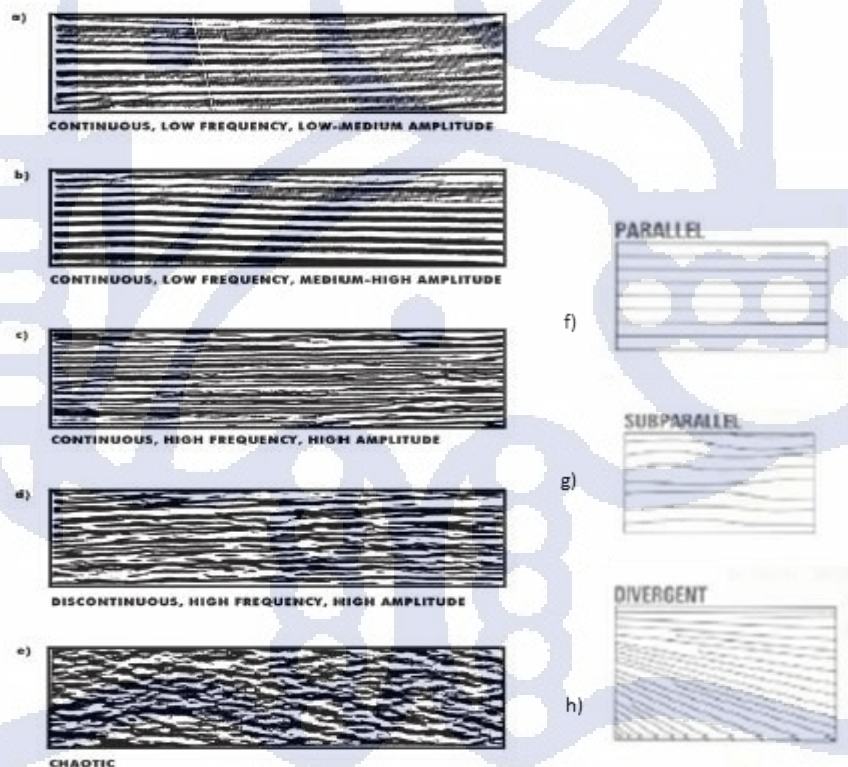 a)
CONTINUOUS, LOW FREQUENCY, LOW-MEDIUM AMPLITUDE
b)
CONTINUOUS, LOW FREQUENCY, MEDIUM-HIGH AMPLITUDE
c)
CONTINUOUS, HIGH FREQUENCY, HIGH AMPLITUDE
d)
DISCONTINUOUS, HIGH FREQUENCY, HIGH AMPLITUDE
e)
CHAOTIC
PARALLEL
f)
SUBPARALLEL
g)
DIVERGENT
h)